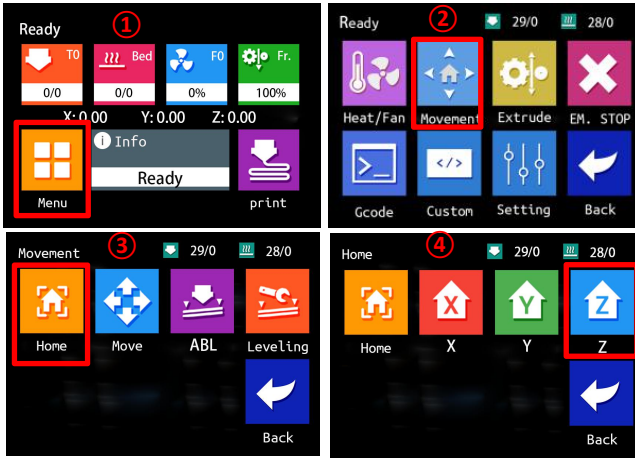 ①
Ready
T0 Bed F0 Fr.
0/0 0/0 0% 100%
X: 0.00 Y: 0.00 Z: 0.00
i Info
Ready
Menu print
②
Ready 29/0 28/0
Heat/Fan Movement Extrude EM. STOP
>_ </>
Gcode Custom Setting Back
③
Movement 29/0 28/0
Home Move ABL Leveling
Back
④
Home 29/0 28/0
X Y Z
Home X Y Z
Back